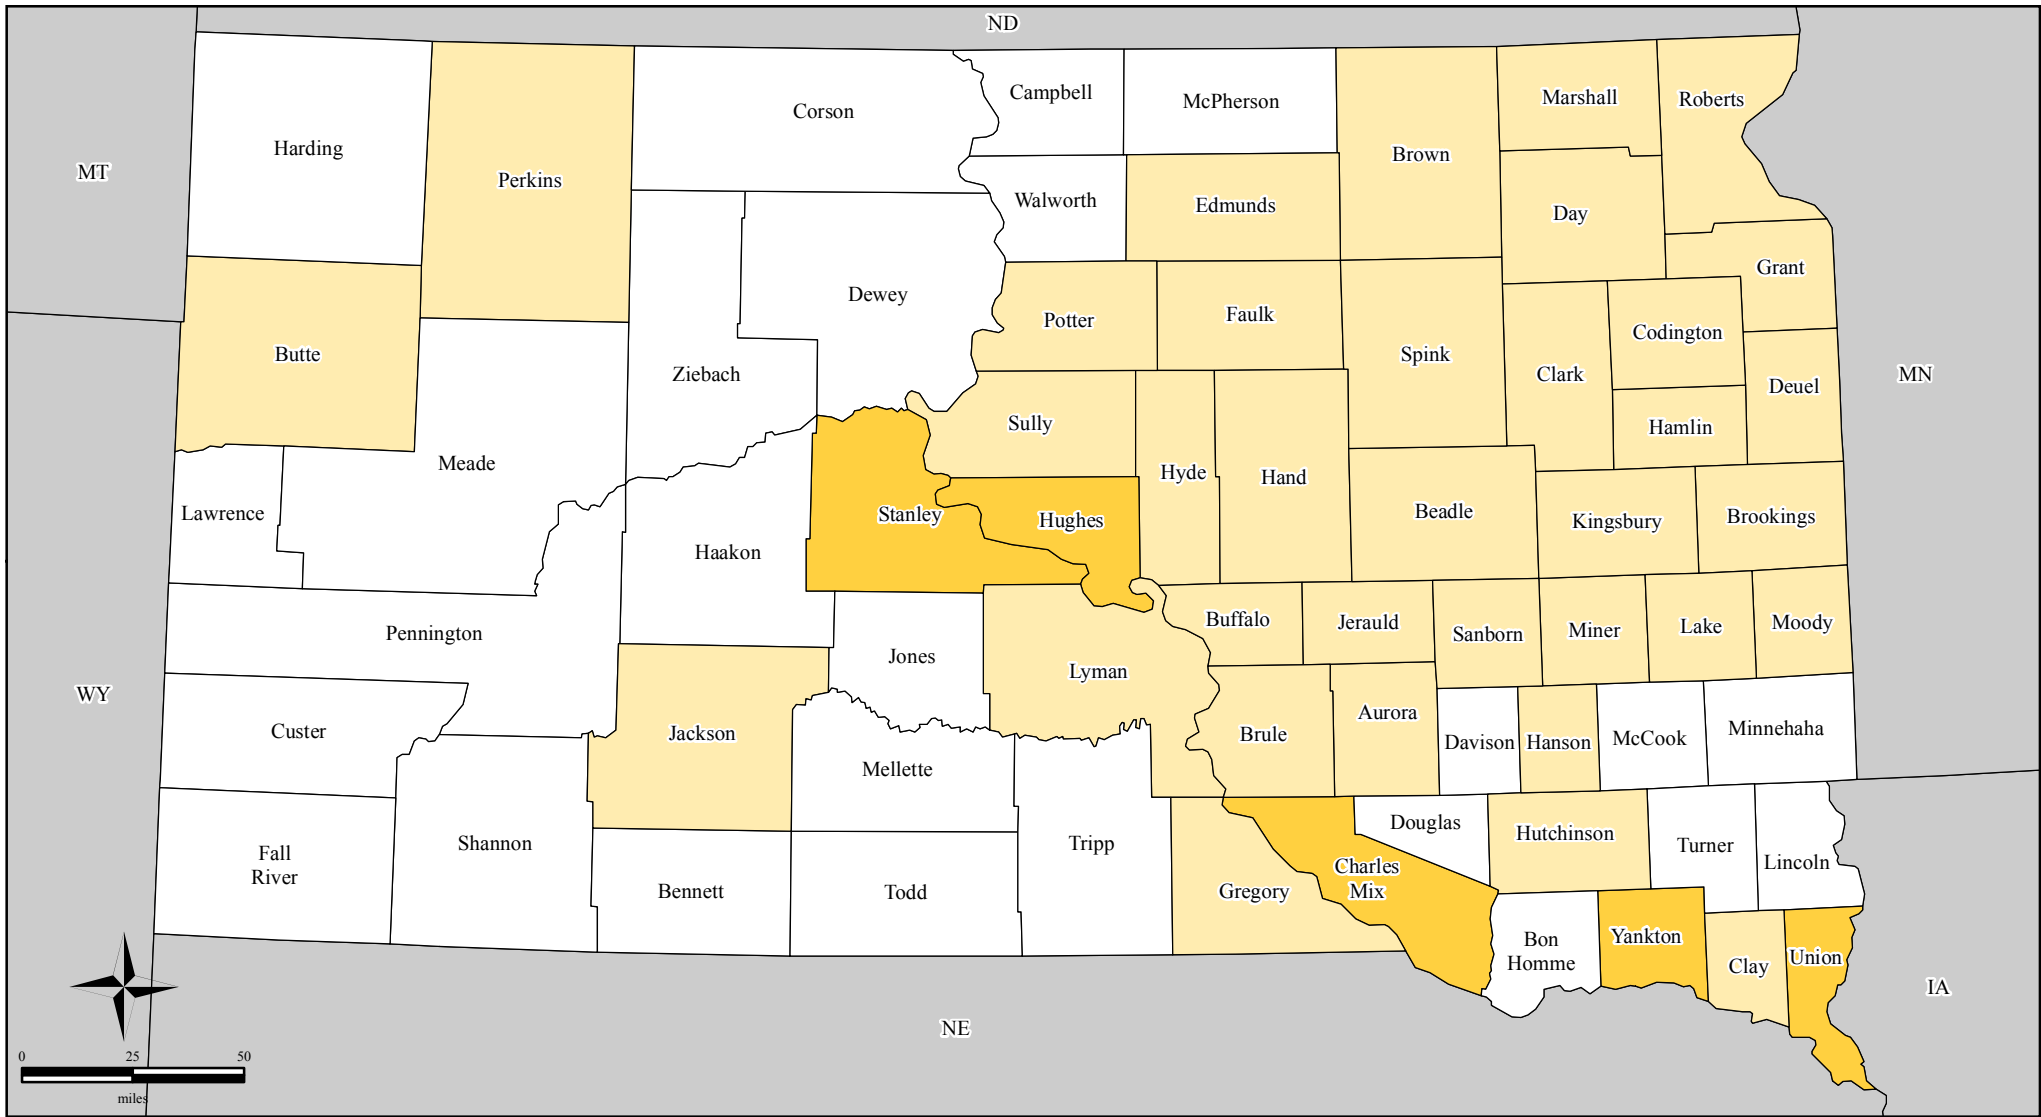 ND
Campbell
McPherson
Corson
Marshall
Roberts
Harding
Brown
MT
Perkins
Walworth
Edmunds
Day
Grant
Dewey
Potter
Faulk
Codington
Butte
Spink
Ziebach
Clark
MN
Deuel
Sully
Hamlin
Meade
Hyde
Hand
Lawrence
Stanley
Hughes
Beadle
Kingsbury
Brookings
Haakon
Buffalo
Jerauld
Sanborn
Miner
Lake
Moody
Pennington
Jones
Lyman
WY
Custer
Jackson
Brule
Aurora
Davison
Hanson
McCook
Minnehaha
Mellette
Shannon
Tripp
Douglas
Hutchinson
Turner
Lincoln
Fall
River
Charles
Mix
Bennett
Todd
Gregory
Bon
Homme
Yankton
Clay
Union
IA
NE
0 25 50
miles